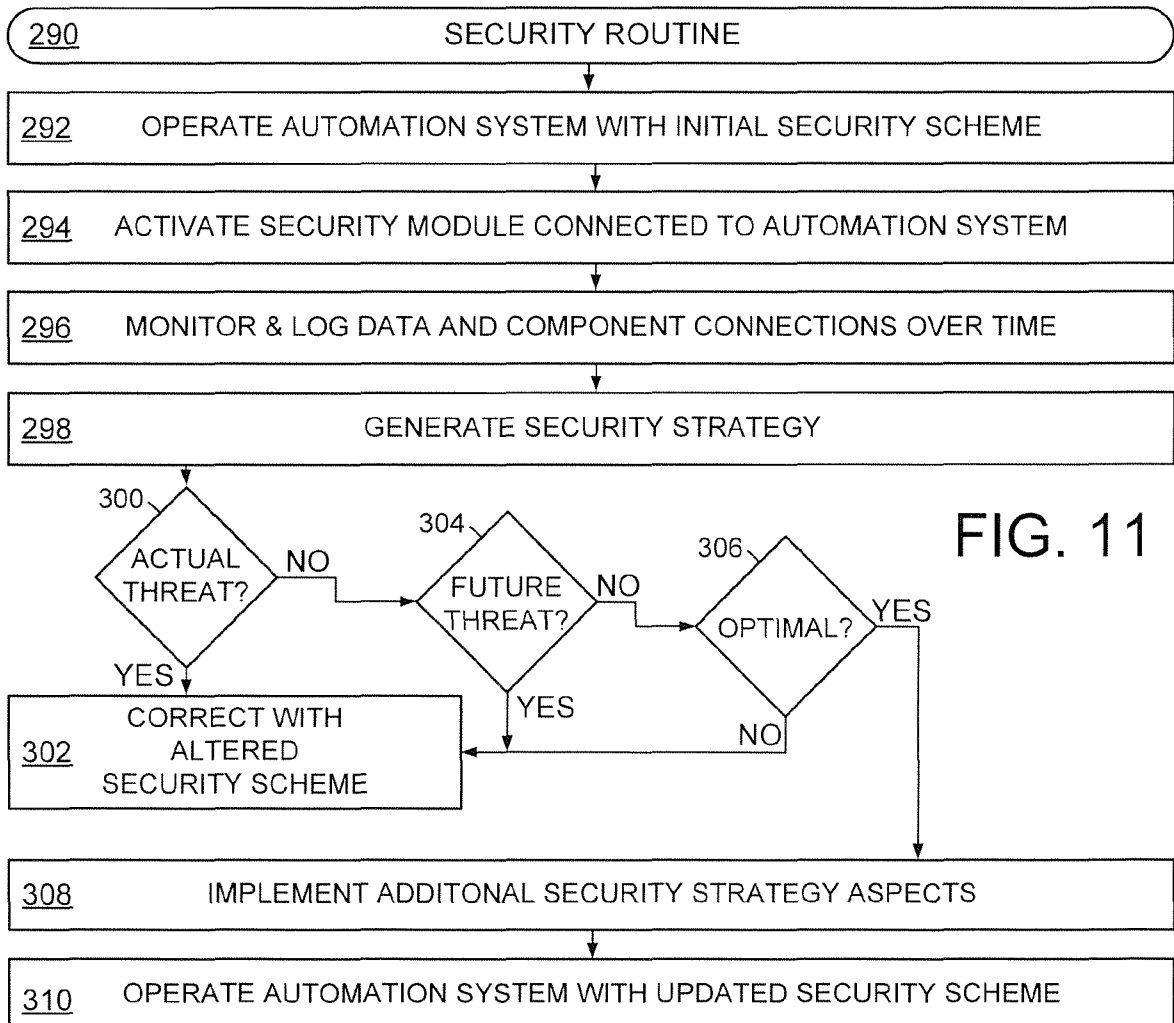 290 SECURITY ROUTINE
292 OPERATE AUTOMATION SYSTEM WITH INITIAL SECURITY SCHEME
294 ACTIVATE SECURITY MODULE CONNECTED TO AUTOMATION SYSTEM
296 MONITOR & LOG DATA AND COMPONENT CONNECTIONS OVER TIME
298 GENERATE SECURITY STRATEGY
300
ACTUAL
THREAT?
NO
YES
304
FUTURE
THREAT?
NO
YES
306
OPTIMAL?
YES
NO
FIG. 11
302
CORRECT WITH
ALTERED
SECURITY SCHEME
308 IMPLEMENT ADDITONAL SECURITY STRATEGY ASPECTS
310 OPERATE AUTOMATION SYSTEM WITH UPDATED SECURITY SCHEME